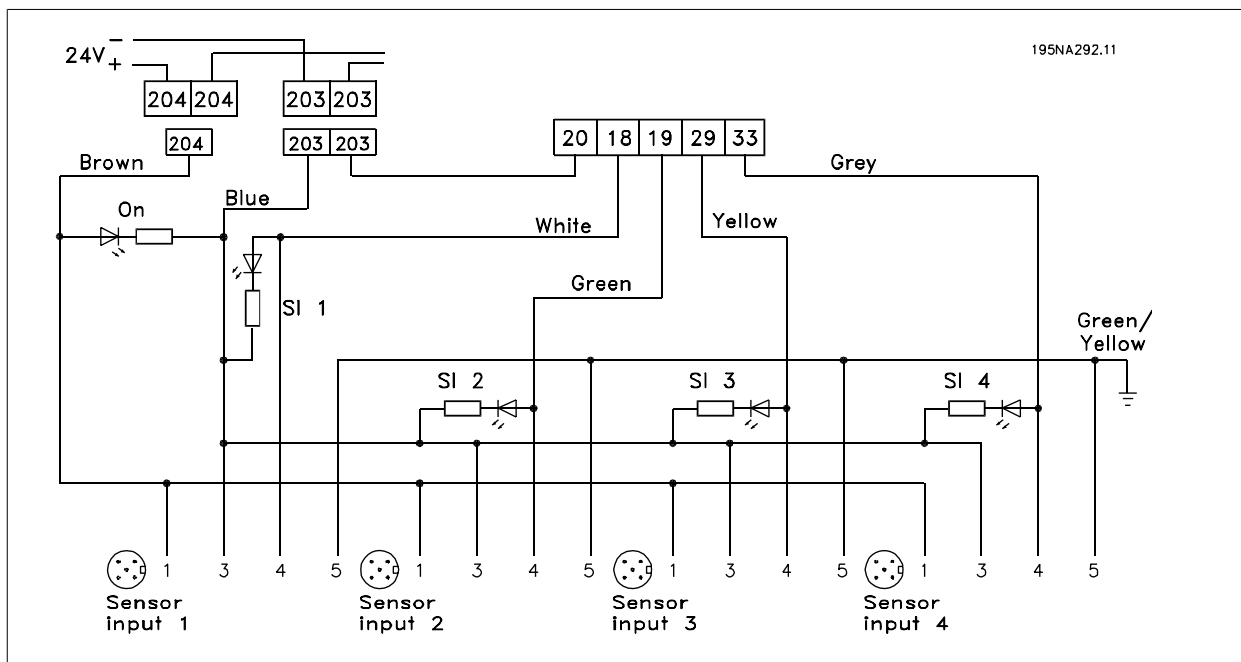 195NA292.11
24V - +
204 204 203 203
204 203 203
20 18 19 29 33
Brown
Grey
Blue
On
White
Yellow
Green
SI 1
Green/
Yellow
SI 2
SI 3
SI 4
1 3 4 5 1 3 4 5 1 3 4 5 1 3 4 5
Sensor
input 1
Sensor
input 2
Sensor
input 3
Sensor
input 4